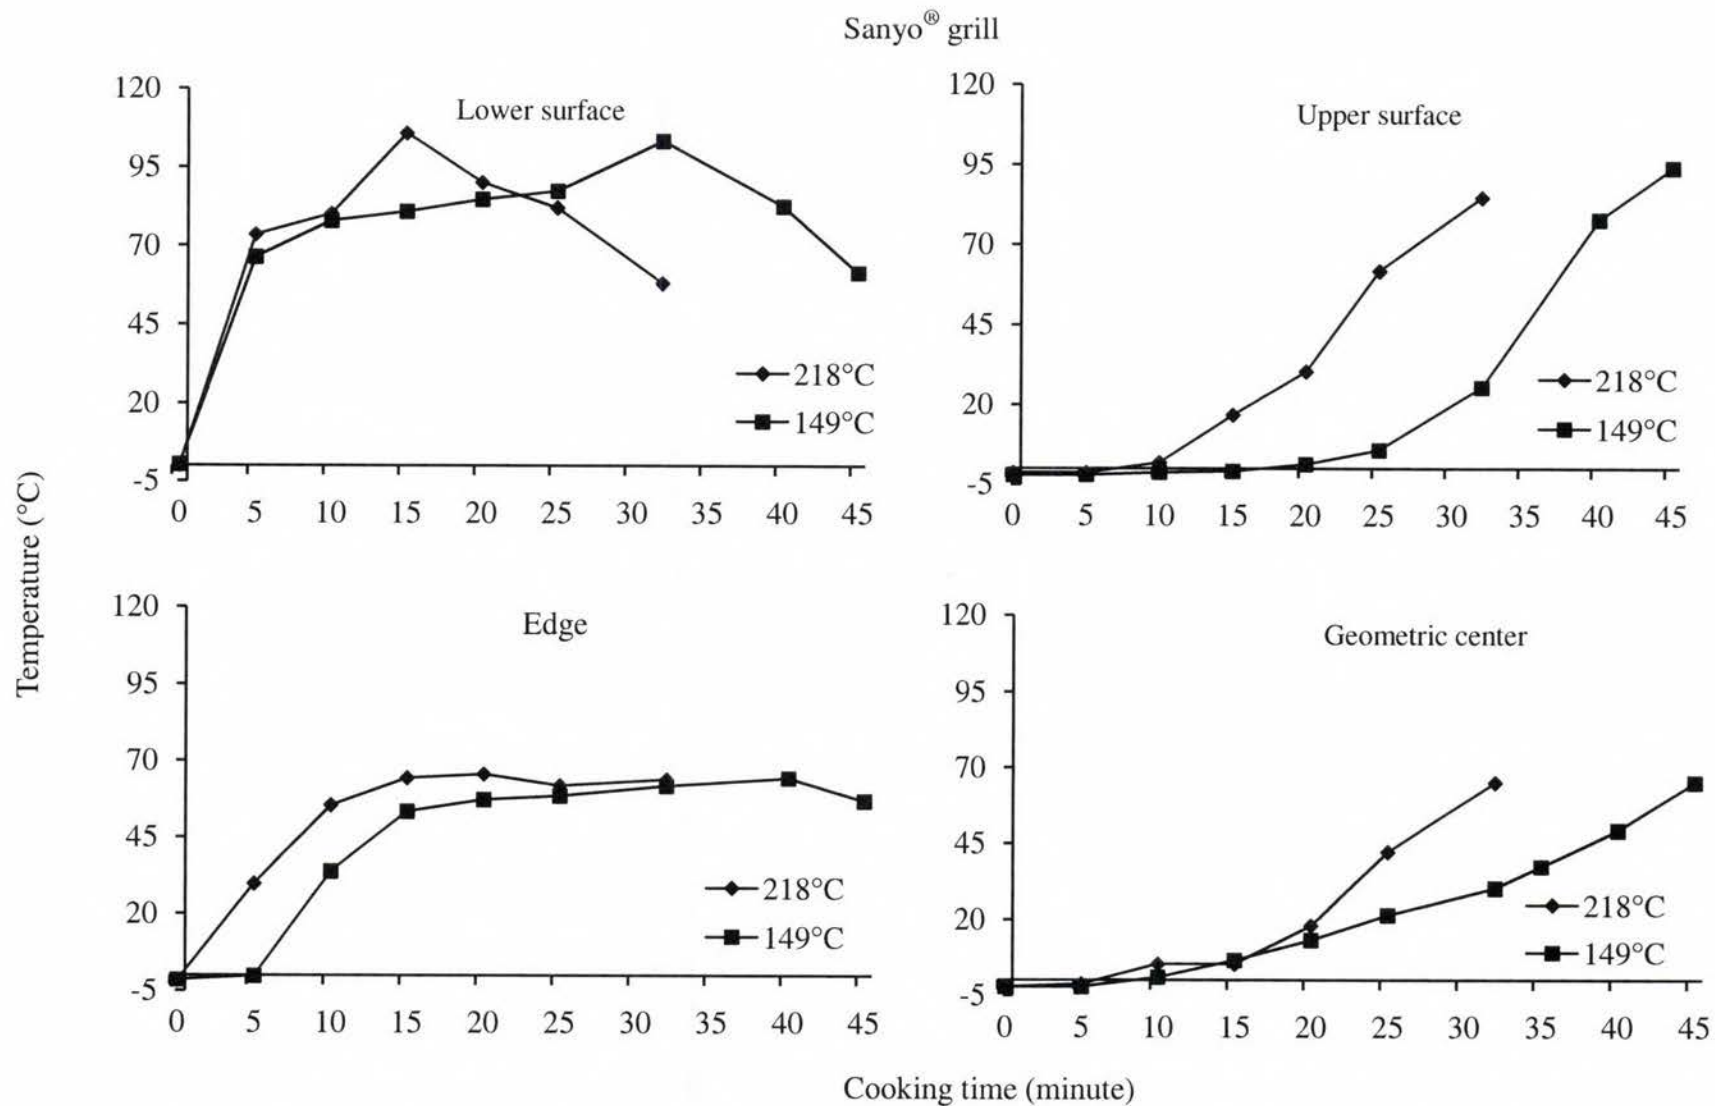 Sanyo® grill
Lower surface
120
95
70
45
20
-5
218°C
149°C
0 5 10 15 20 25 30 35 40 45
Upper surface
120
95
70
45
20
-5
218°C
149°C
0 5 10 15 20 25 30 35 40 45
Temperature (°C)
Edge
120
95
70
45
20
-5
218°C
149°C
0 5 10 15 20 25 30 35 40 45
Geometric center
120
95
70
45
20
-5
218°C
149°C
0 5 10 15 20 25 30 35 40 45
Cooking time (minute)